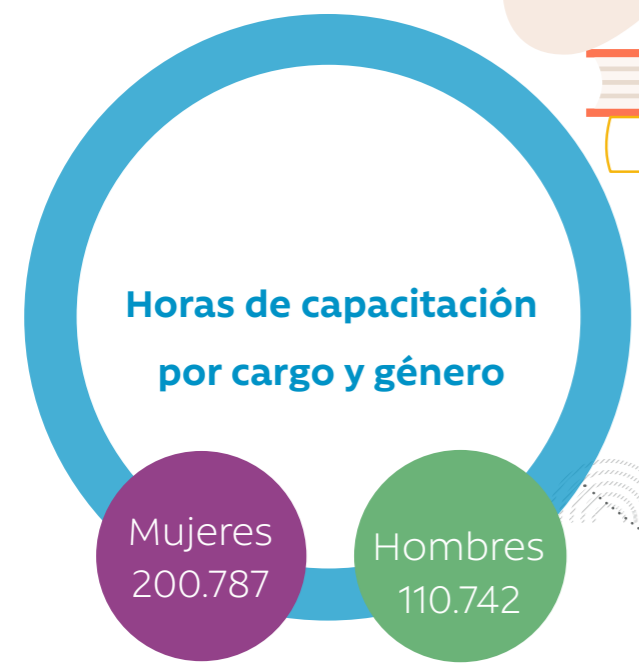 Horas de capacitación
por cargo y género
Mujeres
200.787
Hombres
110.742